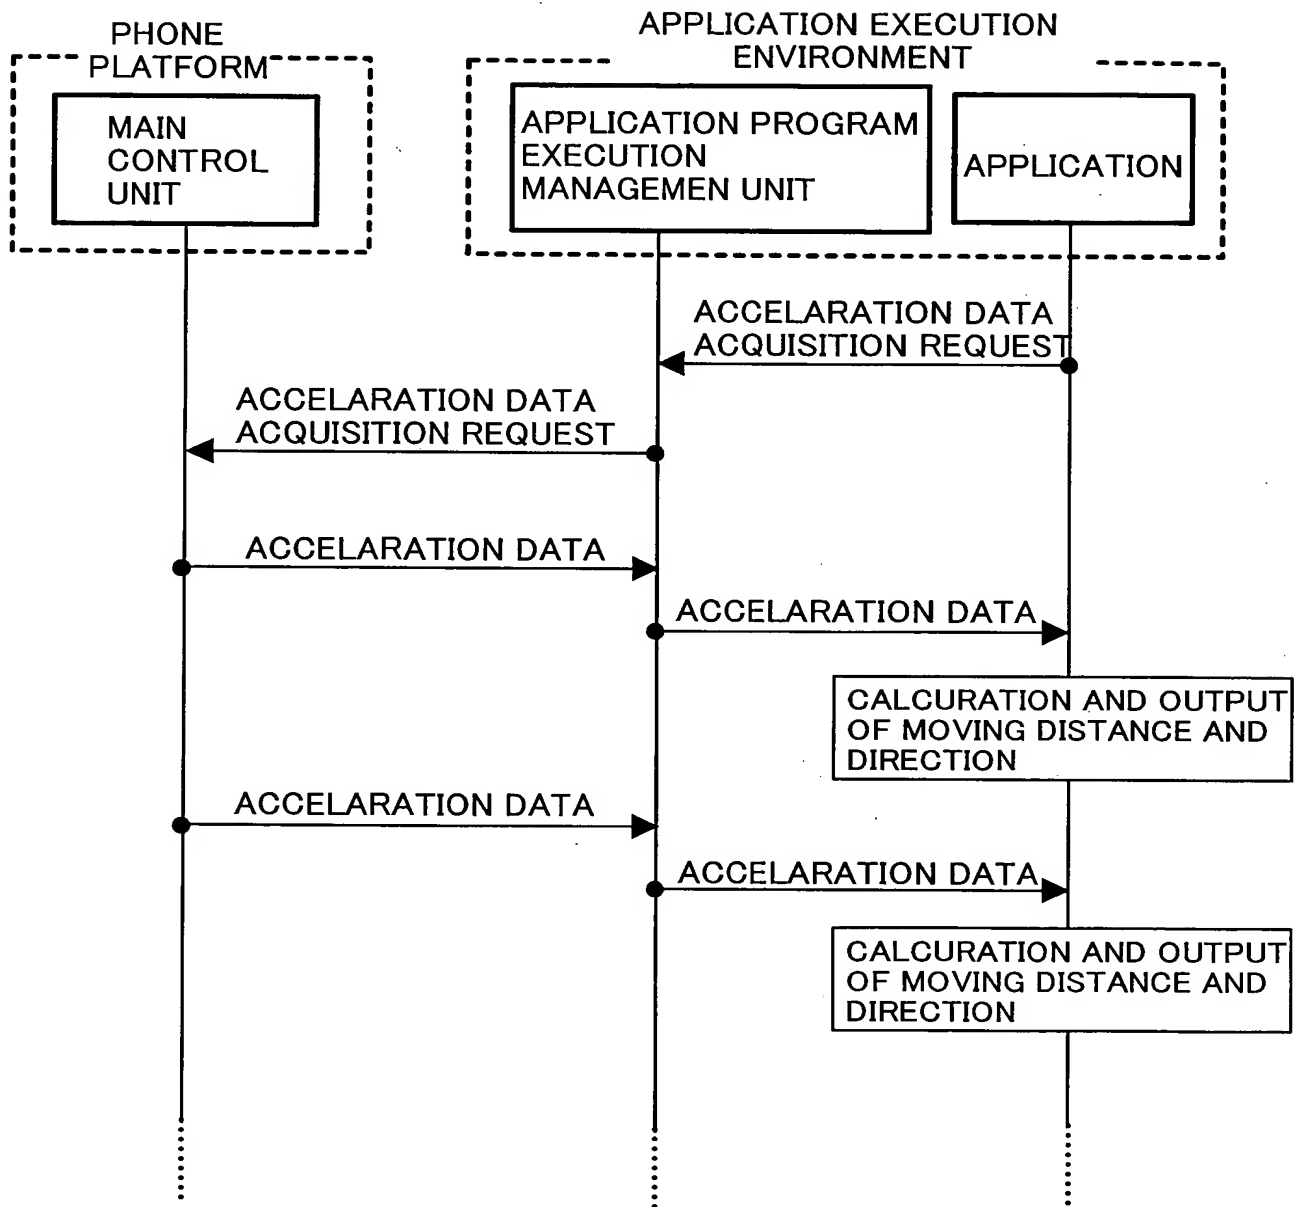 PHONE
PLATFORM
APPLICATION EXECUTION
ENVIRONMENT
MAIN
CONTROL
UNIT
APPLICATION PROGRAM
EXECUTION
MANAGEMEN UNIT
APPLICATION
ACCELARATION DATA
ACQUISITION REQUEST
ACCELARATION DATA
ACQUISITION REQUEST
ACCELARATION DATA
ACCELARATION DATA
CALCURATION AND OUTPUT
OF MOVING DISTANCE AND
DIRECTION
ACCELARATION DATA
ACCELARATION DATA
CALCURATION AND OUTPUT
OF MOVING DISTANCE AND
DIRECTION